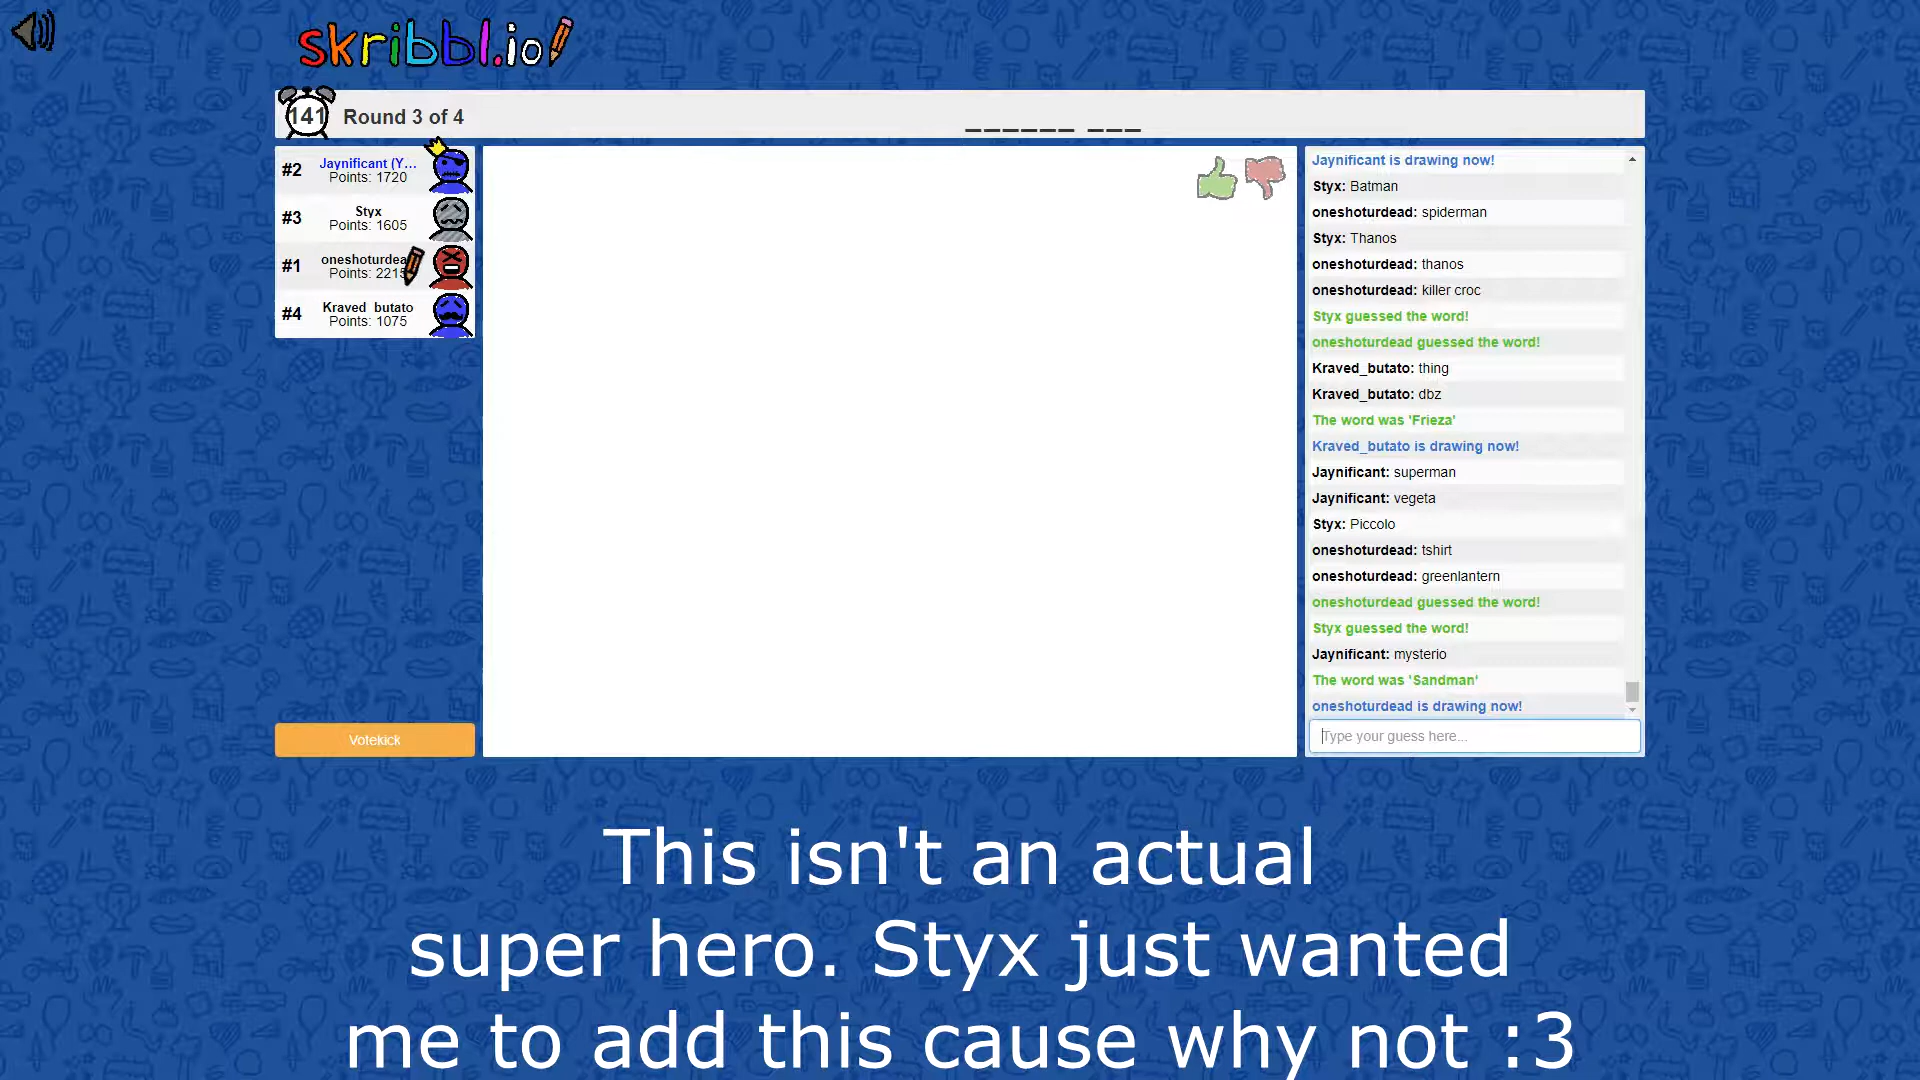 skribbl.io
141 Round 3 of 4 ______ ___
#2 Jaynificant (Y...
Points: 1720
#3 Styx
Points: 1605
#1 oneshoturdea
Points: 2215
#4 Kraved_butato
Points: 1075
Votekick
Jaynificant is drawing now!
Styx: Batman
oneshoturdead: spiderman
Styx: Thanos
oneshoturdead: thanos
oneshoturdead: killer croc
Styx guessed the word!
oneshoturdead guessed the word!
Kraved_butato: thing
Kraved_butato: dbz
The word was 'Frieza'
Kraved_butato is drawing now!
Jaynificant: superman
Jaynificant: vegeta
Styx: Piccolo
oneshoturdead: tshirt
oneshoturdead: greenlantern
oneshoturdead guessed the word!
Styx guessed the word!
Jaynificant: mysterio
The word was 'Sandman'
oneshoturdead is drawing now!
Type your guess here...
This isn't an actual
super hero. Styx just wanted
me to add this cause why not :3